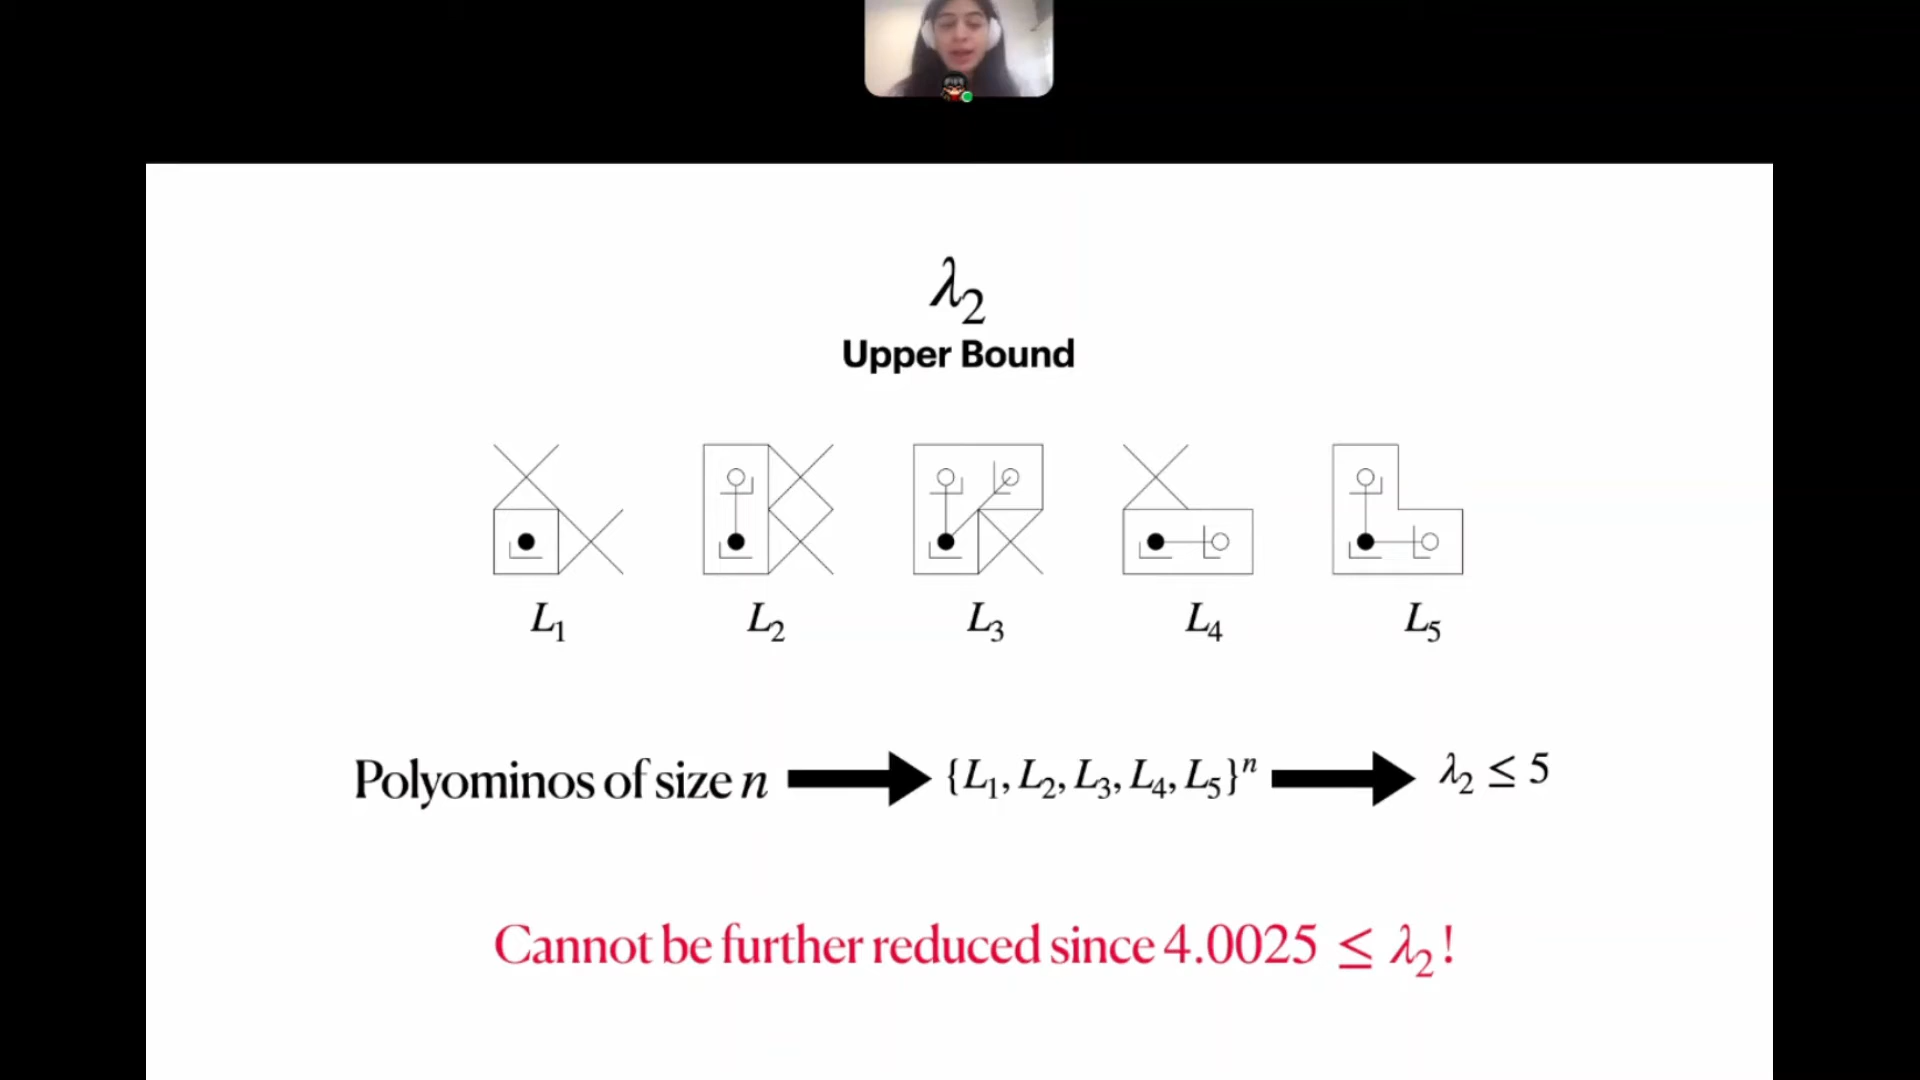 λ₂
Upper Bound
L₁ L₂ L₃ L₄ L₅
Polyominos of size n → {L₁, L₂, L₃, L₄, L₅}ⁿ → λ₂ ≤ 5
Cannot be further reduced since 4.0025 ≤ λ₂!